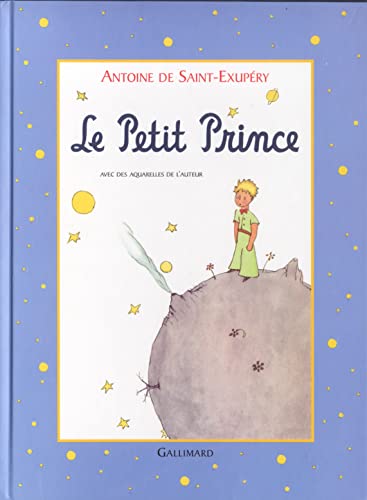 ANTOINE DE SAINT-EXUPÉRY
Le Petit Prince
AVEC DES AQUARELLES DE L'AUTEUR
GALLIMARD